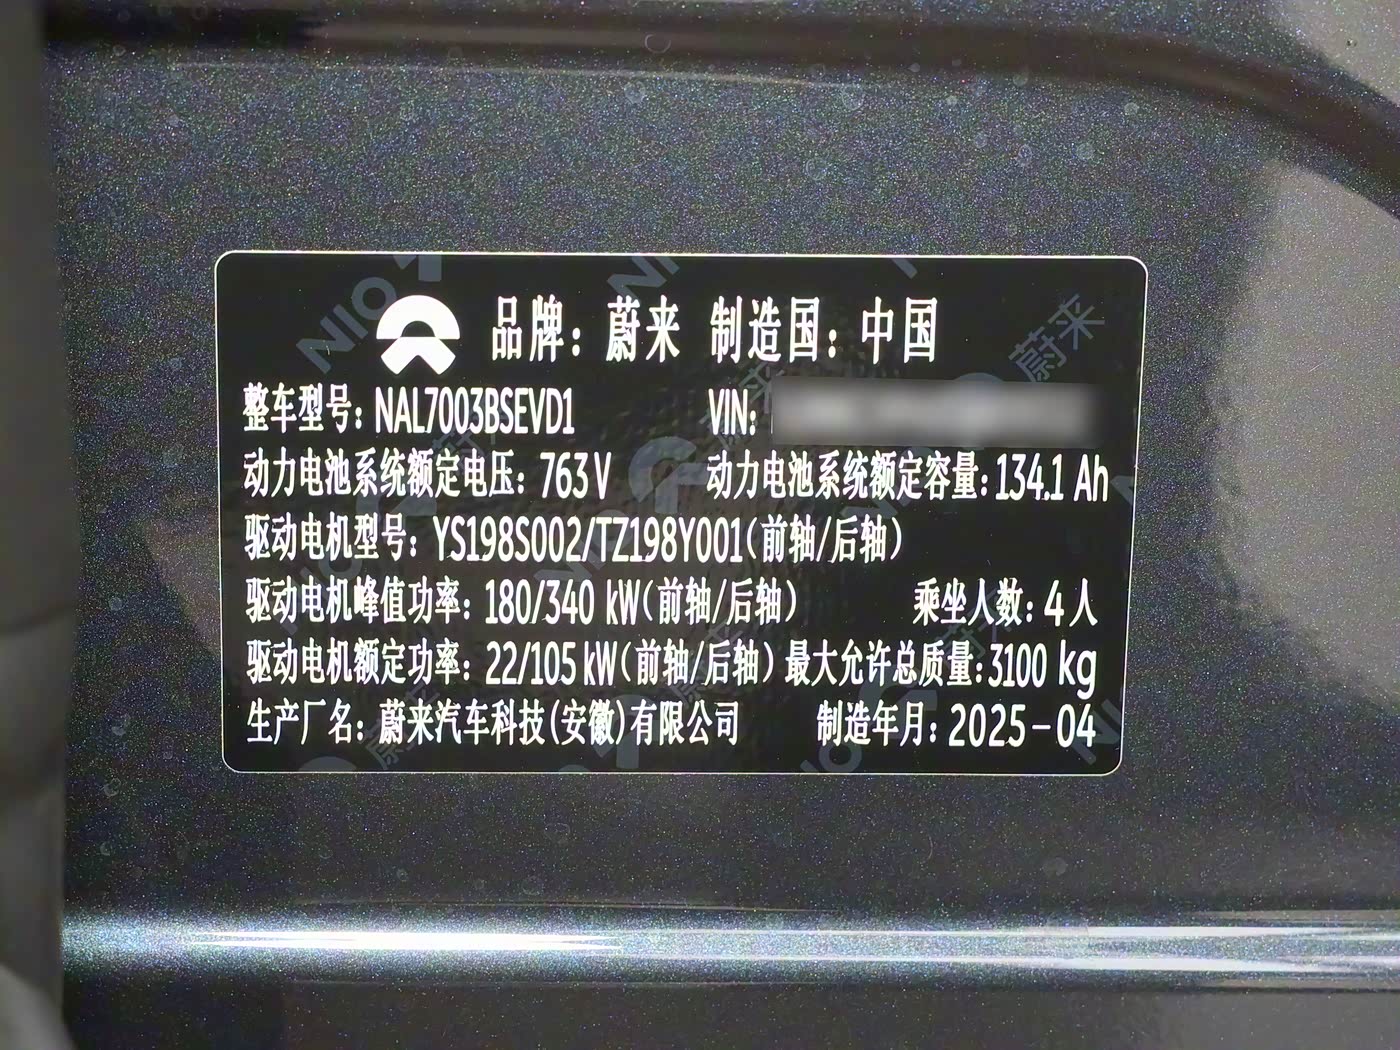 品牌：蔚来 制造国：中国
整车型号：NAL7003BSEVD1 VIN：
动力电池系统额定电压：763V 动力电池系统额定容量：134.1 Ah
驱动电机型号：YS198S002/TZ198Y001(前轴/后轴)
驱动电机峰值功率：180/340 kW(前轴/后轴) 乘坐人数：4人
驱动电机额定功率：22/105 kW(前轴/后轴) 最大允许总质量：3100 kg
生产厂名：蔚来汽车科技(安徽)有限公司 制造年月：2025-04